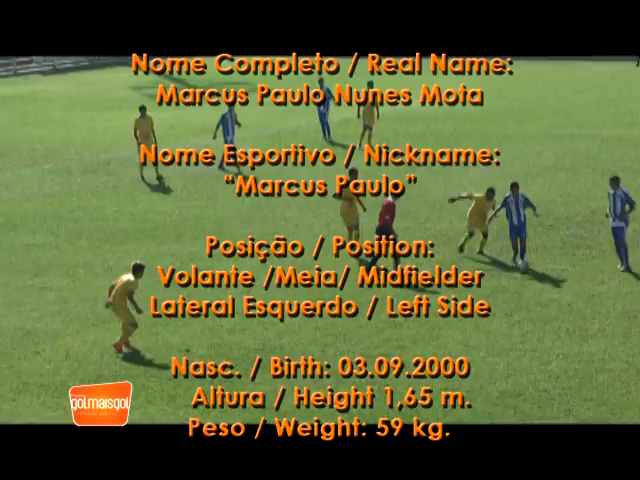 Nome Completo / Real Name:
Marcus Paulo Nunes Mota
Nome Esportivo / Nickname:
"Marcus Paulo"
Posição / Position:
Volante /Meia/ Midfielder
Lateral Esquerdo / Left Side
Nasc. / Birth: 03.09.2000
Altura / Height 1,65 m.
Peso / Weight: 59 kg.
golmaisgol